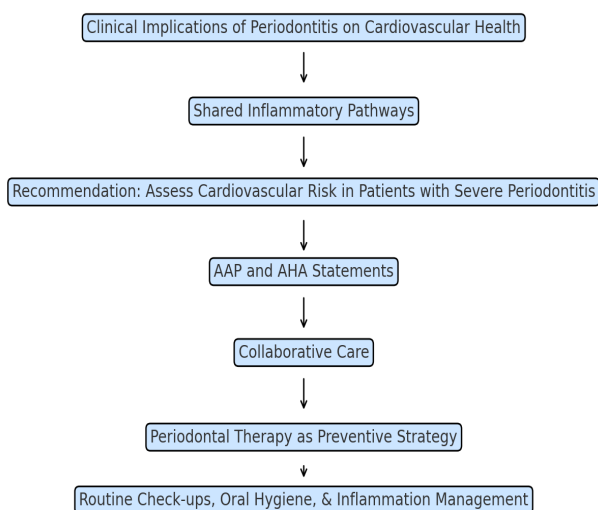 Clinical Implications of Periodontitis on Cardiovascular Health
Shared Inflammatory Pathways
Recommendation: Assess Cardiovascular Risk in Patients with Severe Periodontitis
AAP and AHA Statements
Collaborative Care
Periodontal Therapy as Preventive Strategy
Routine Check-ups, Oral Hygiene, & Inflammation Management